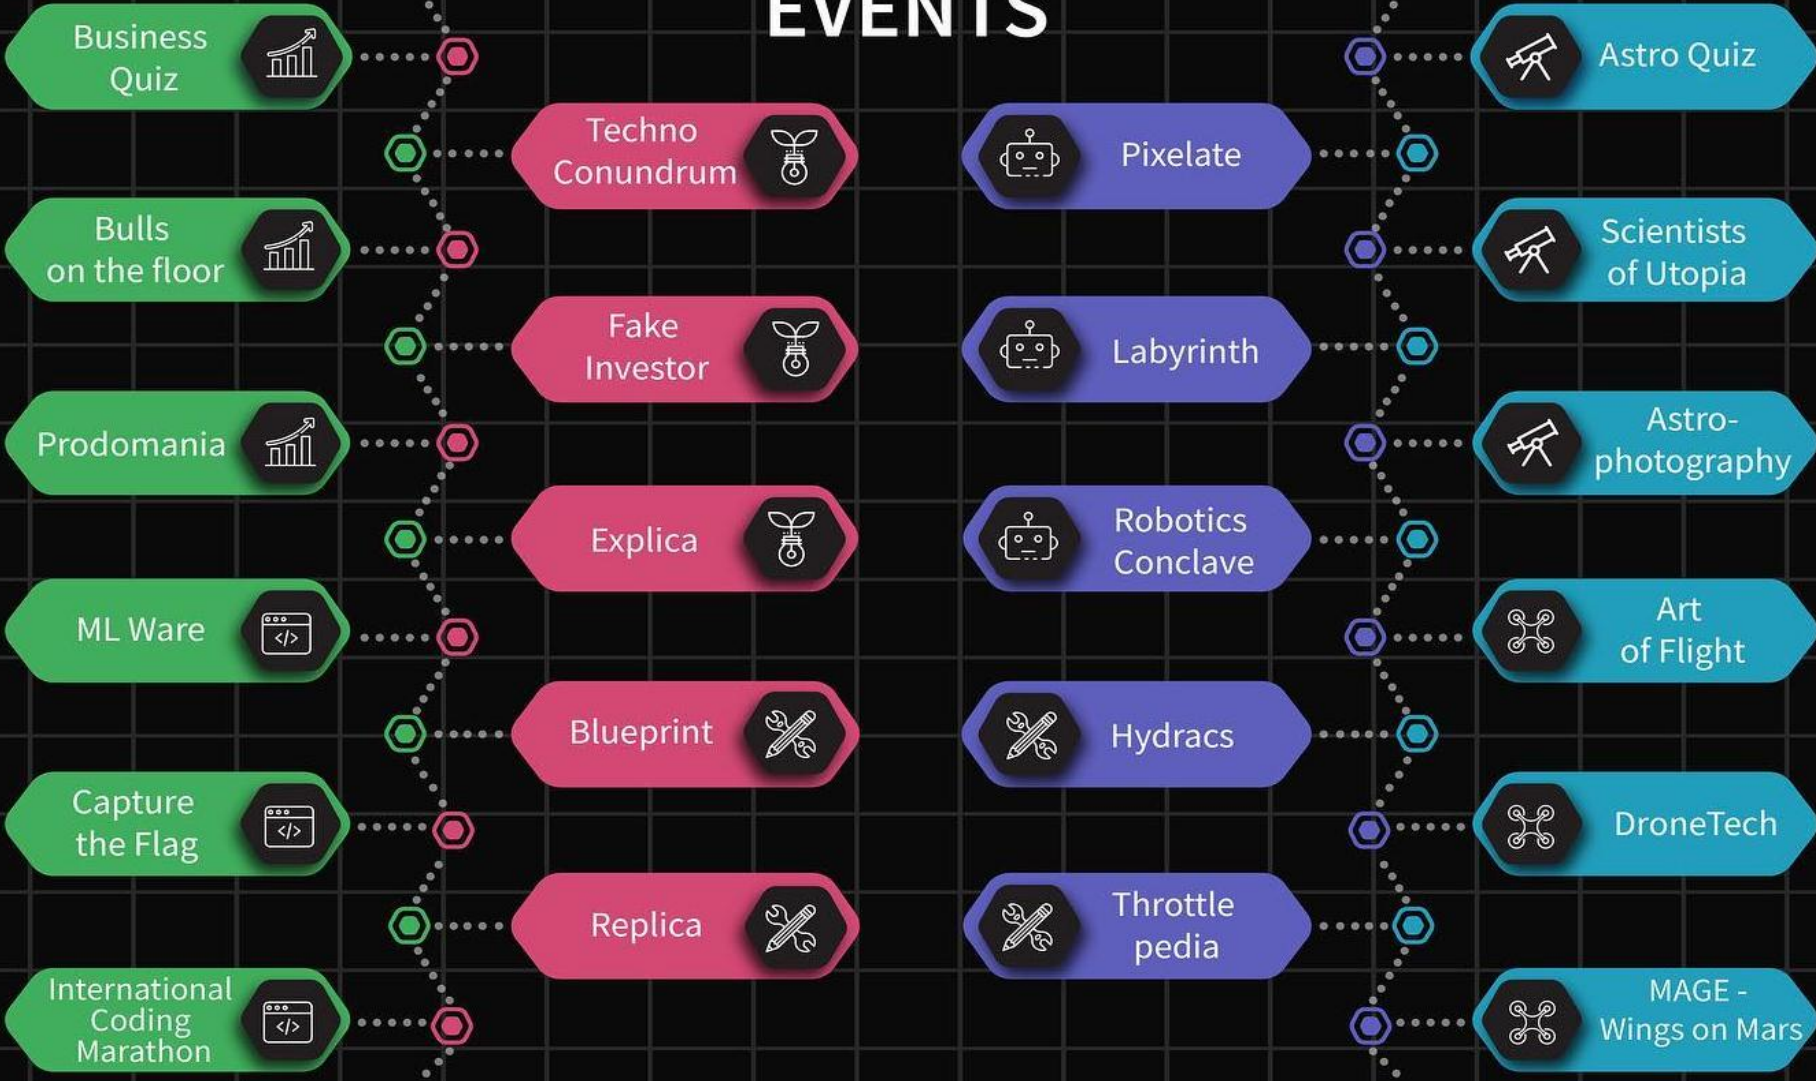 EVENTS
Business
Quiz
Astro Quiz
Techno
Conundrum
Pixelate
Bulls
on the floor
Scientists
of Utopia
Fake
Investor
Labyrinth
Prodomania
Astro-
photography
Explica
Robotics
Conclave
ML Ware
Art
of Flight
Blueprint
Hydracs
Capture
the Flag
DroneTech
Replica
Throttle
pedia
International
Coding
Marathon
MAGE -
Wings on Mars